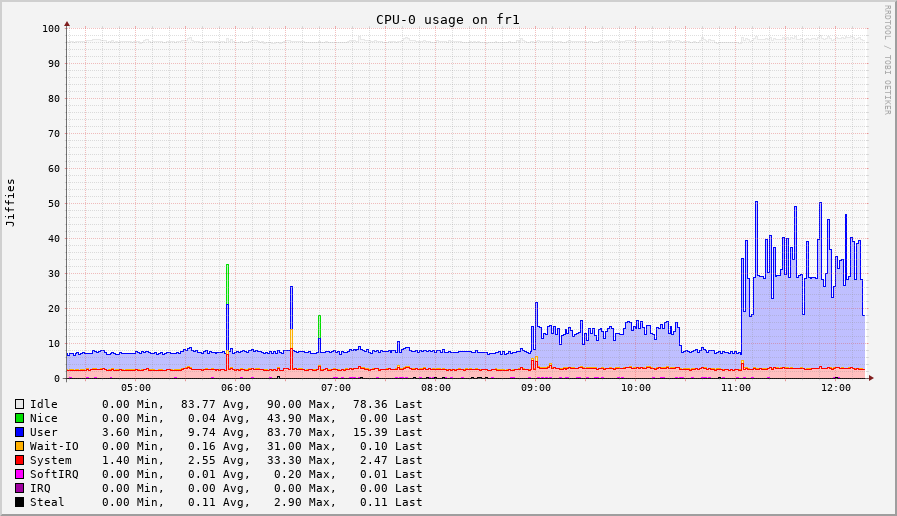 CPU-0 usage on fr1
RRDTOOL / TOBI OETIKER
Jiffies
100
90
80
70
60
50
40
30
20
10
0
05:00 06:00 07:00 08:00 09:00 10:00 11:00 12:00
Idle 0.00 Min, 83.77 Avg, 90.00 Max, 78.36 Last
Nice 0.00 Min, 0.04 Avg, 43.90 Max, 0.00 Last
User 3.60 Min, 9.74 Avg, 83.70 Max, 15.39 Last
Wait-IO 0.00 Min, 0.16 Avg, 31.00 Max, 0.10 Last
System 1.40 Min, 2.55 Avg, 33.30 Max, 2.47 Last
SoftIRQ 0.00 Min, 0.01 Avg, 0.20 Max, 0.01 Last
IRQ 0.00 Min, 0.00 Avg, 0.00 Max, 0.00 Last
Steal 0.00 Min, 0.11 Avg, 2.90 Max, 0.11 Last